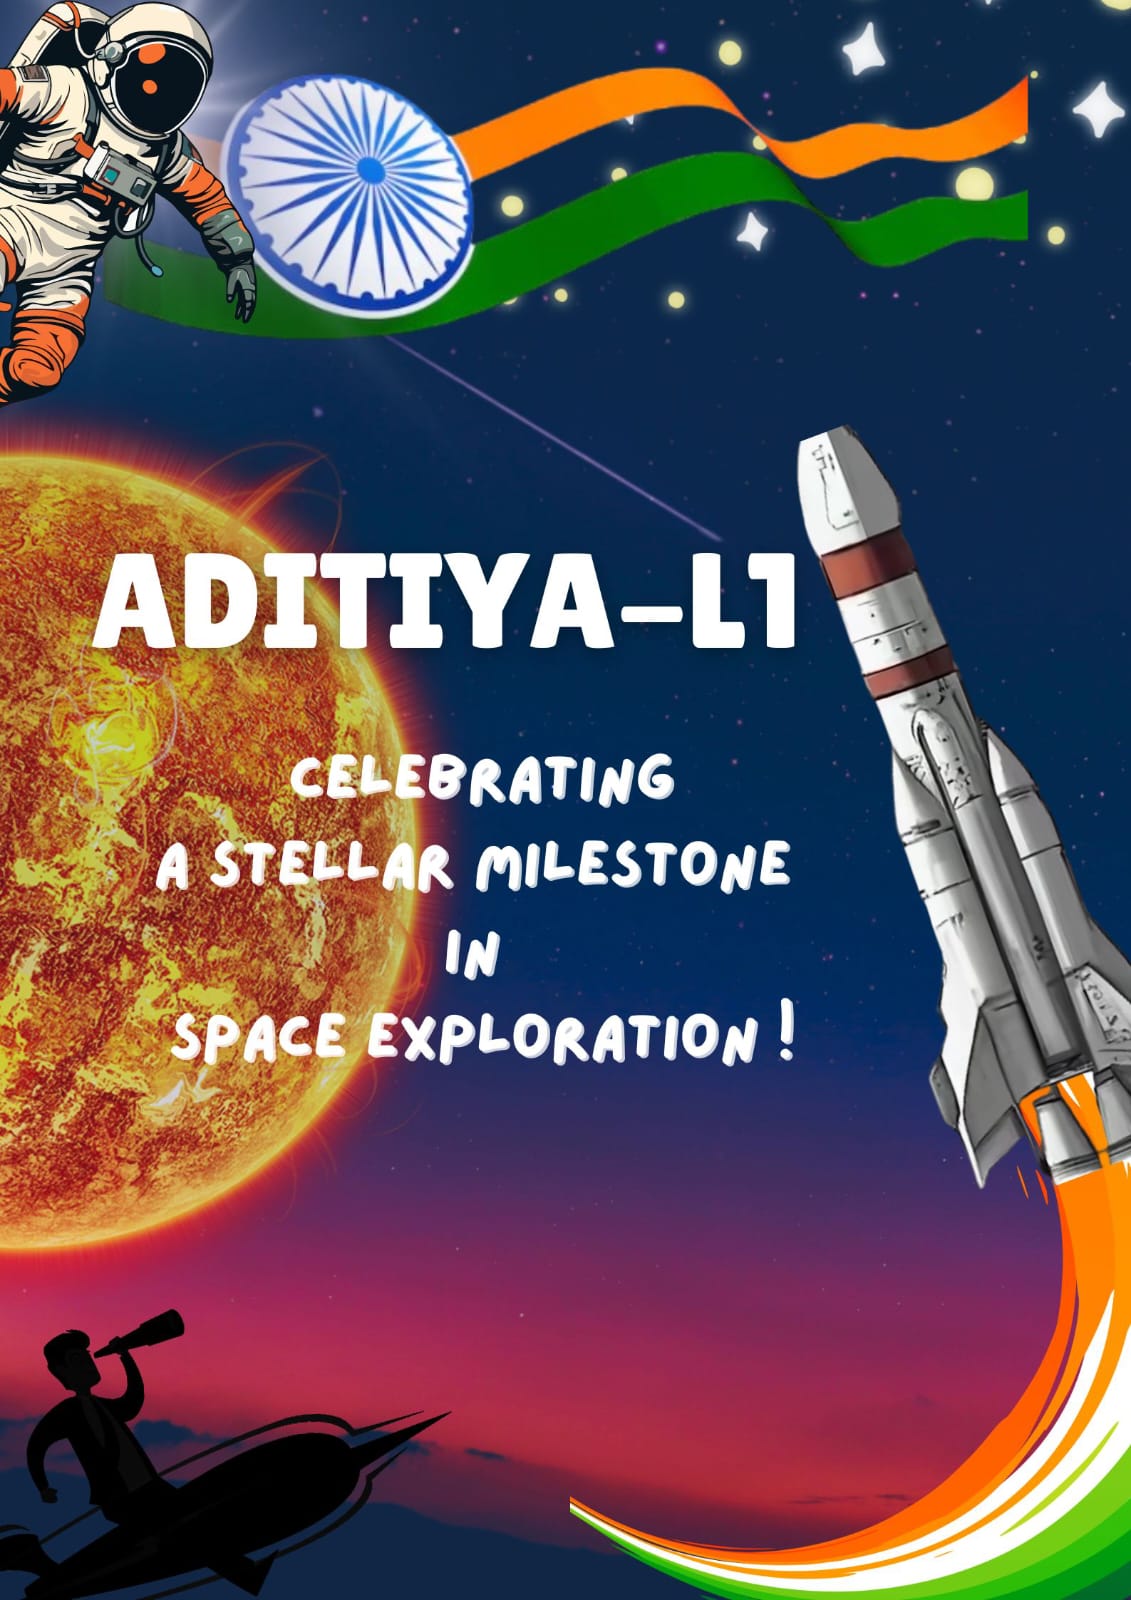 ADITIYA-L1
CELEBRATING
A STELLAR MILESTONE
IN
SPACE EXPLORATION !